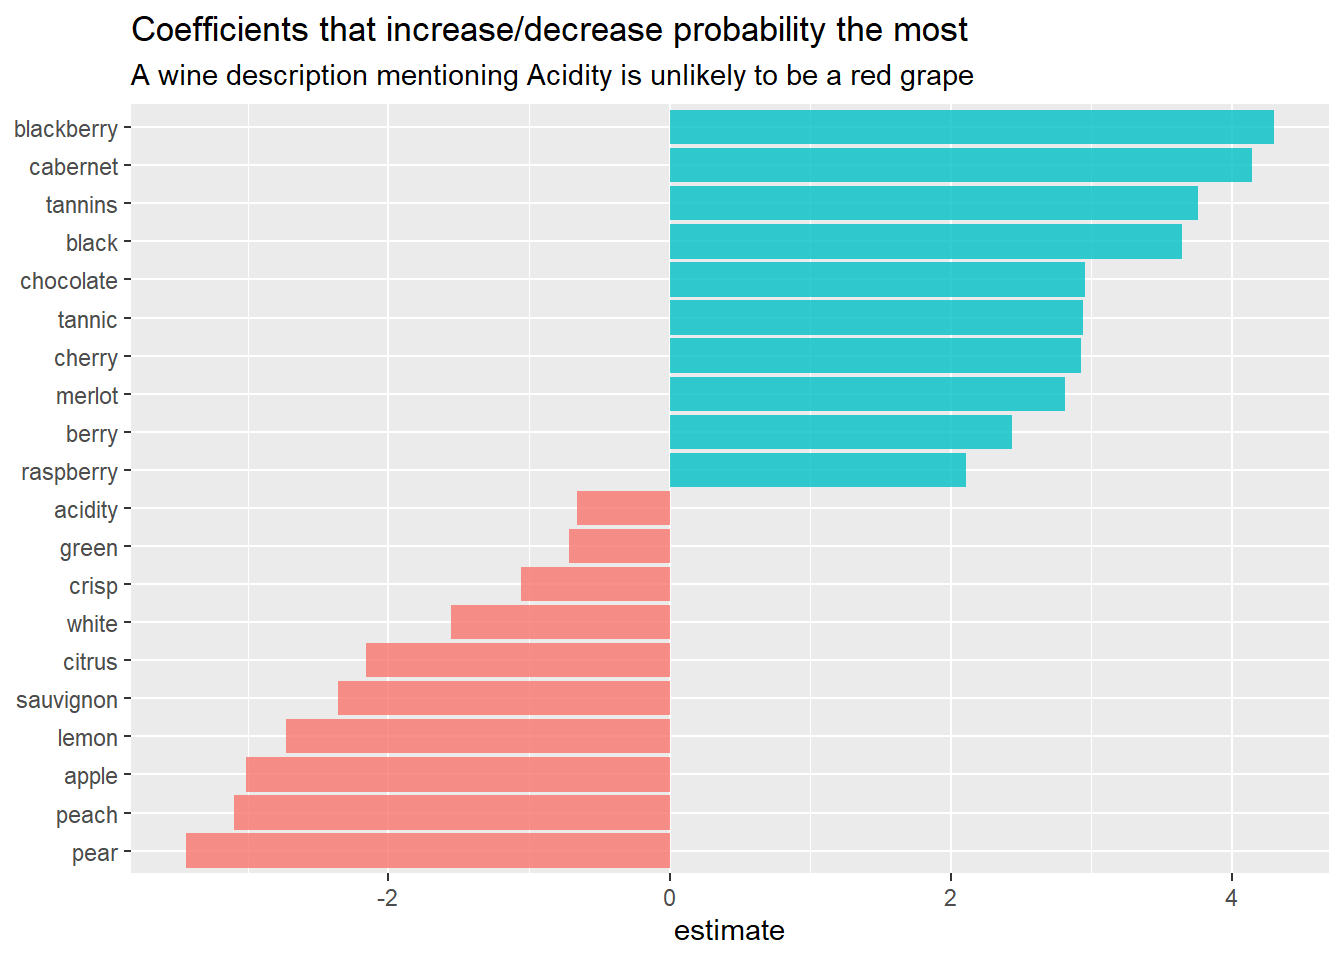 Coefficients that increase/decrease probability the most
A wine description mentioning Acidity is unlikely to be a red grape
blackberry
cabernet
tannins
black
chocolate
tannic
cherry
merlot
berry
raspberry
acidity
green
crisp
white
citrus
sauvignon
lemon
apple
peach
pear
-2 0 2 4
estimate